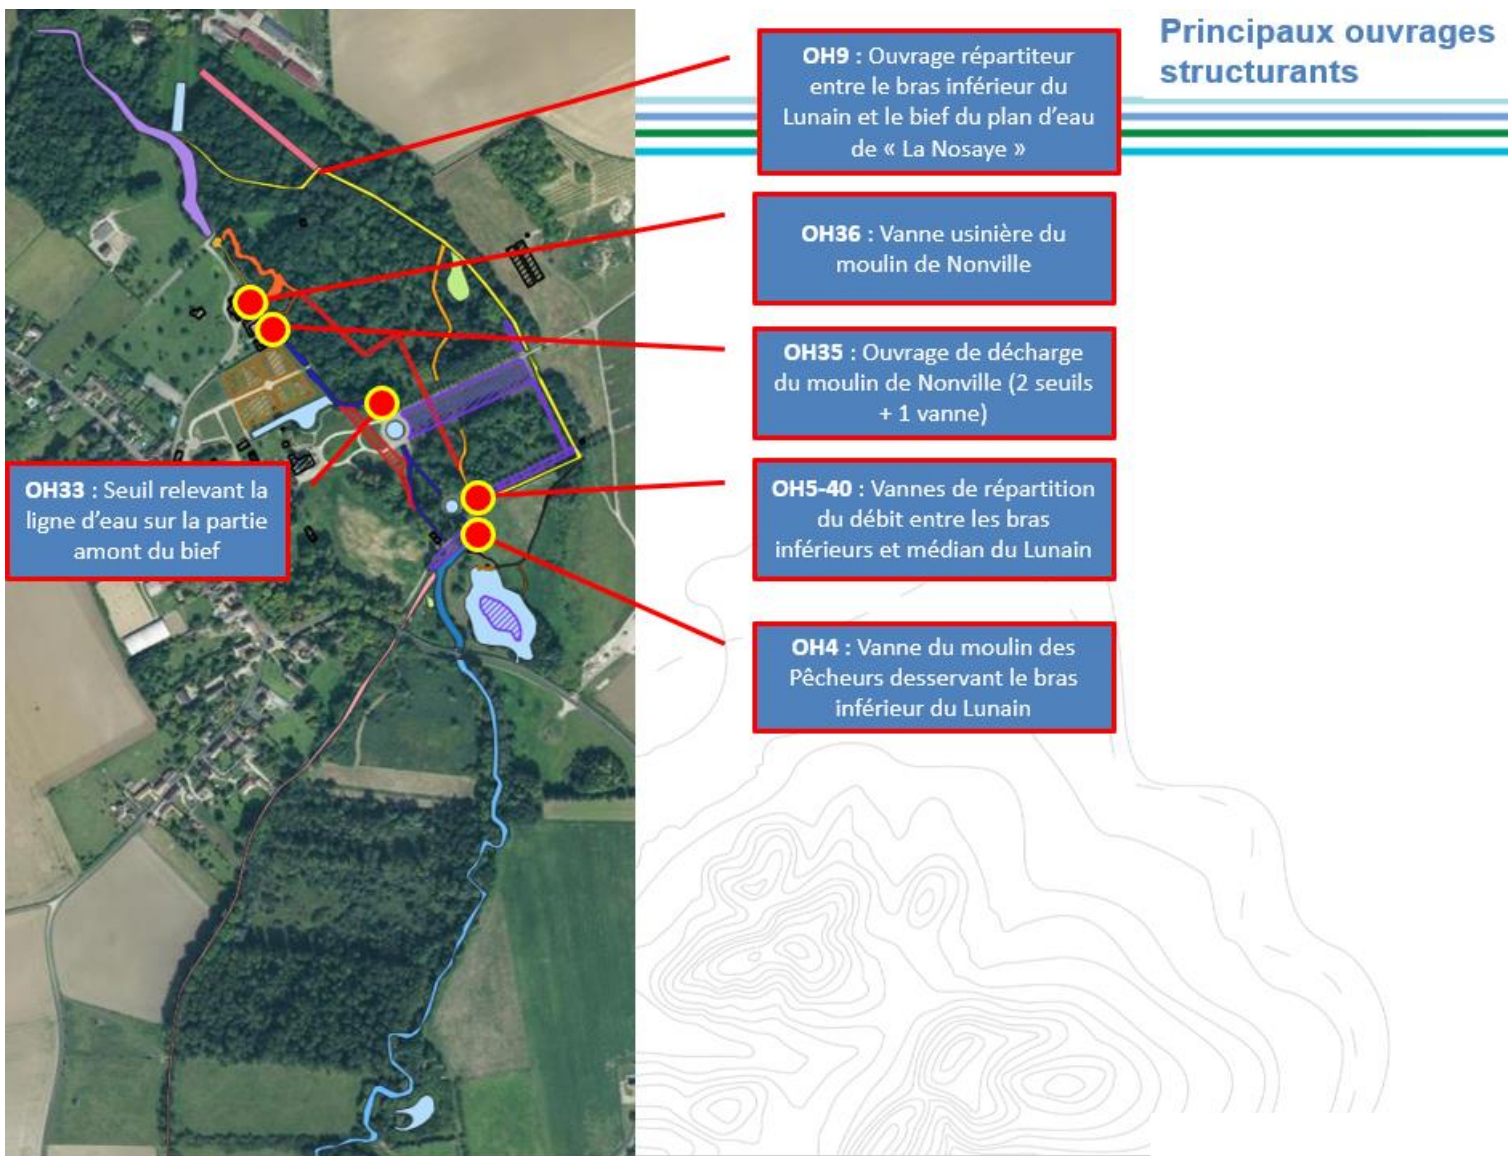 Principaux ouvrages
structurants
OH9 : Ouvrage répartiteur
entre le bras inférieur du
Lunain et le bief du plan d’eau
de « La Nosaye »
OH36 : Vanne usinière du
moulin de Nonville
OH35 : Ouvrage de décharge
du moulin de Nonville (2 seuils
+ 1 vanne)
OH33 : Seuil relevant la
ligne d’eau sur la partie
amont du bief
OH5-40 : Vannes de répartition
du débit entre les bras
inférieurs et médian du Lunain
OH4 : Vanne du moulin des
Pêcheurs desservant le bras
inférieur du Lunain